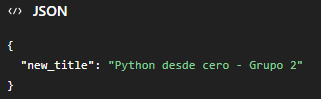 </> JSON
{
"new_title": "Python desde cero - Grupo 2"
}